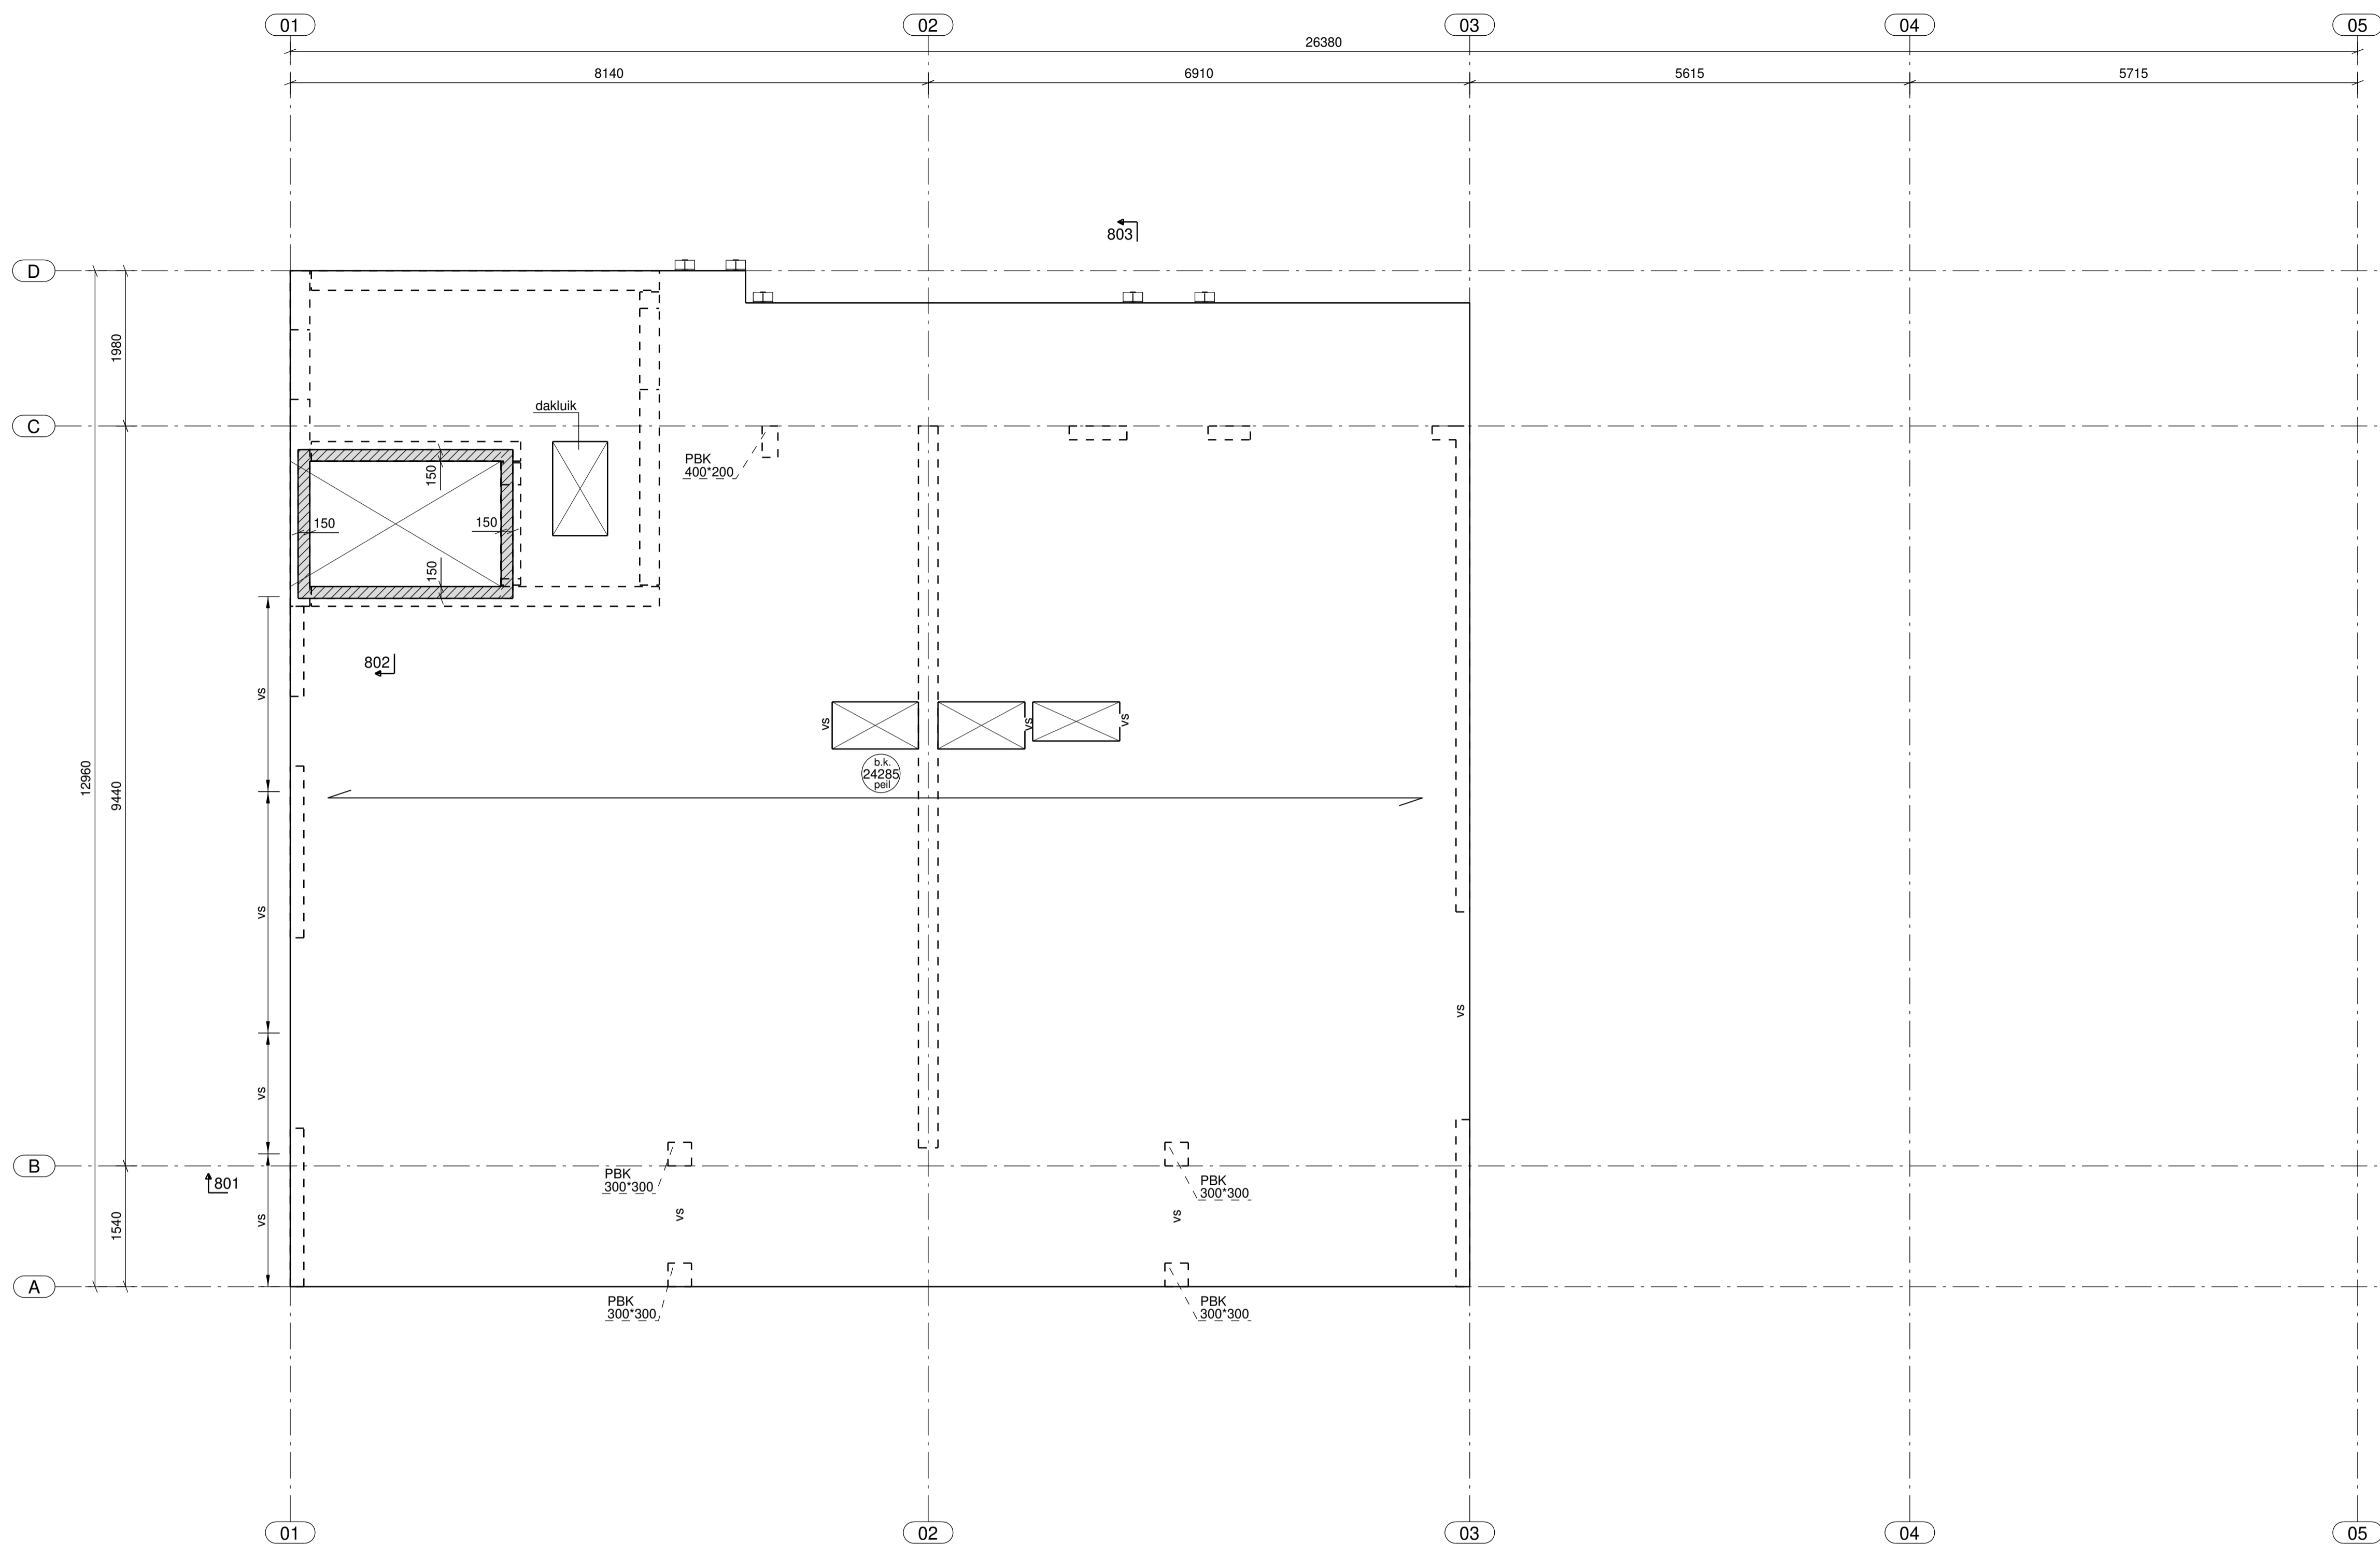 01
02
03
04
05
26380
8140
6910
5615
5715
803
D
1980
C
dakluik
PBK
400*200
150
150
150
150
802
vs
vs
vs
vs
b.k.
24285
peil
12960
9440
vs
vs
vs
vs
B
801
PBK
300*300
PBK
300*300
vs
vs
vs
1540
A
PBK
300*300
PBK
300*300
01
02
03
04
05